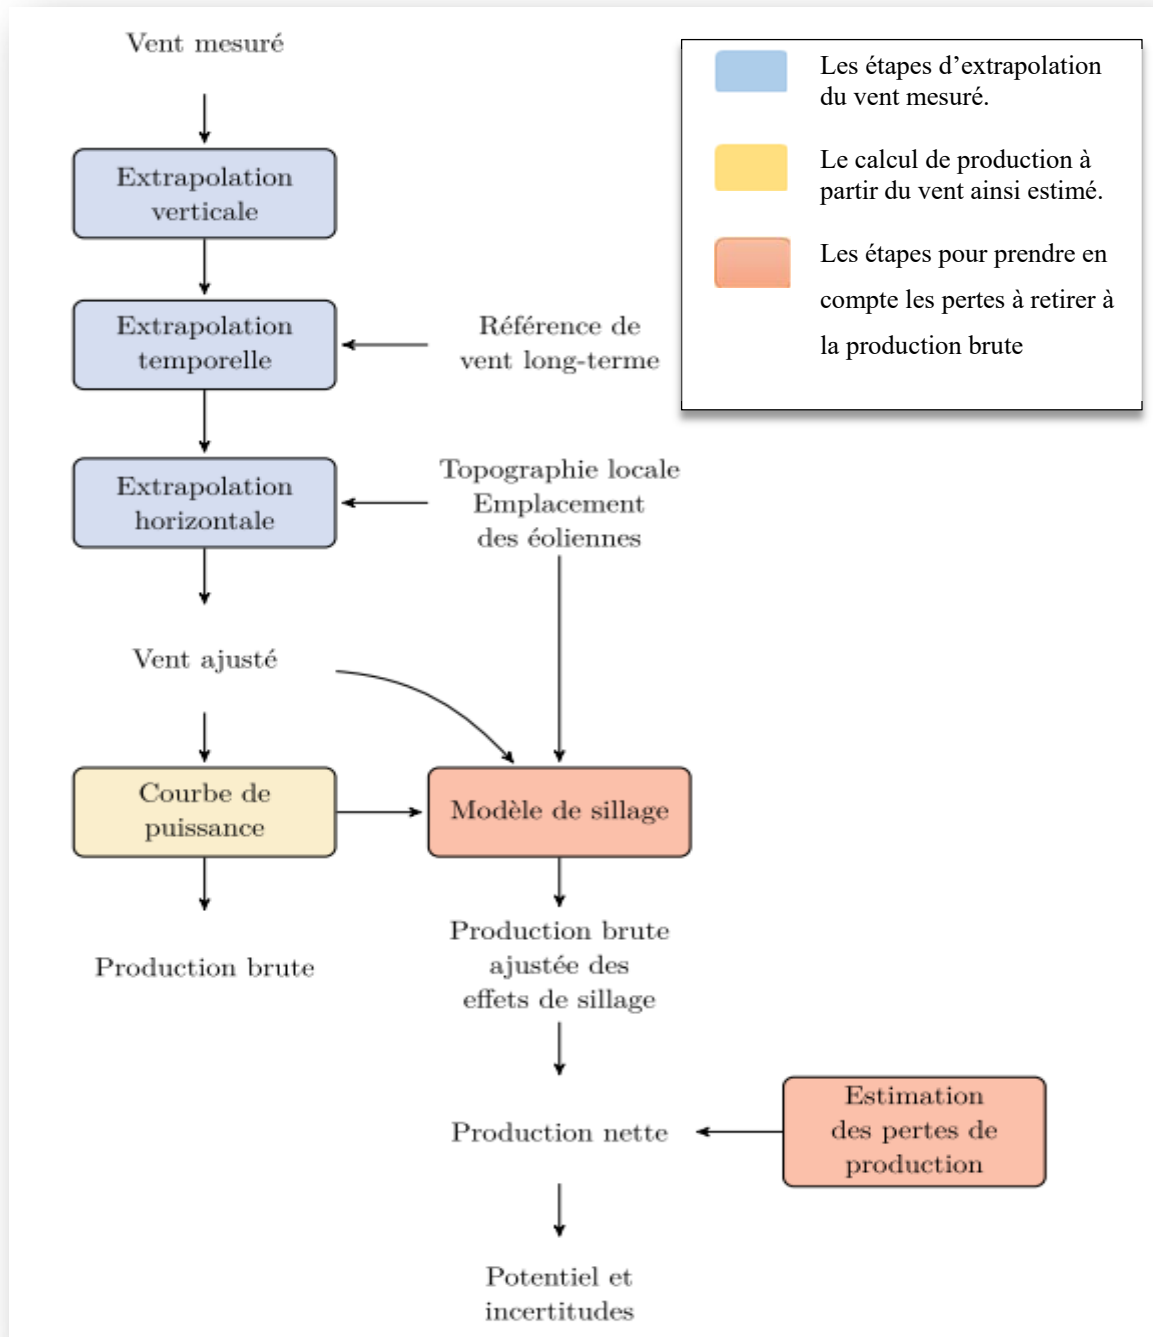 Vent mesuré
Extrapolation
verticale
Extrapolation
temporelle
Référence de
vent long-terme
Extrapolation
horizontale
Topographie locale
Emplacement
des éoliennes
Vent ajusté
Courbe de
puissance
Modèle de sillage
Production brute
Production brute
ajustée des
effets de sillage
Production nette
Estimation
des pertes de
production
Potentiel et
incertitudes
Les étapes d’extrapolation
du vent mesuré.
Le calcul de production à
partir du vent ainsi estimé.
Les étapes pour prendre en
compte les pertes à retirer à
la production brute